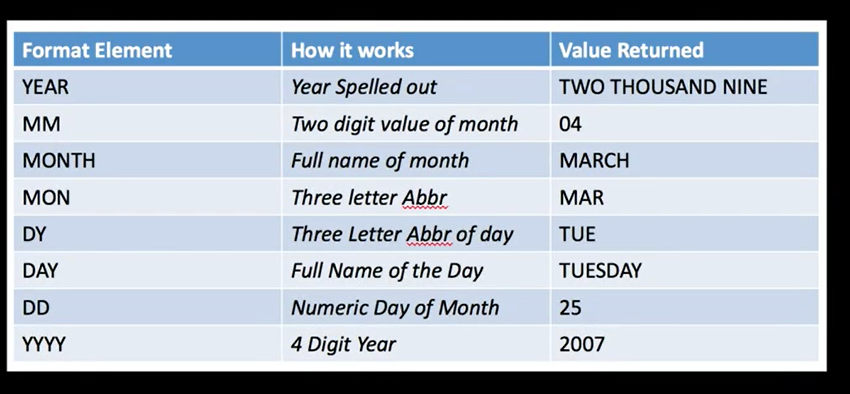 Format Element How it works Value Returned
YEAR Year Spelled out TWO THOUSAND NINE
MM Two digit value of month 04
MONTH Full name of month MARCH
MON Three letter Abbr MAR
DY Three Letter Abbr of day TUE
DAY Full Name of the Day TUESDAY
DD Numeric Day of Month 25
YYYY 4 Digit Year 2007